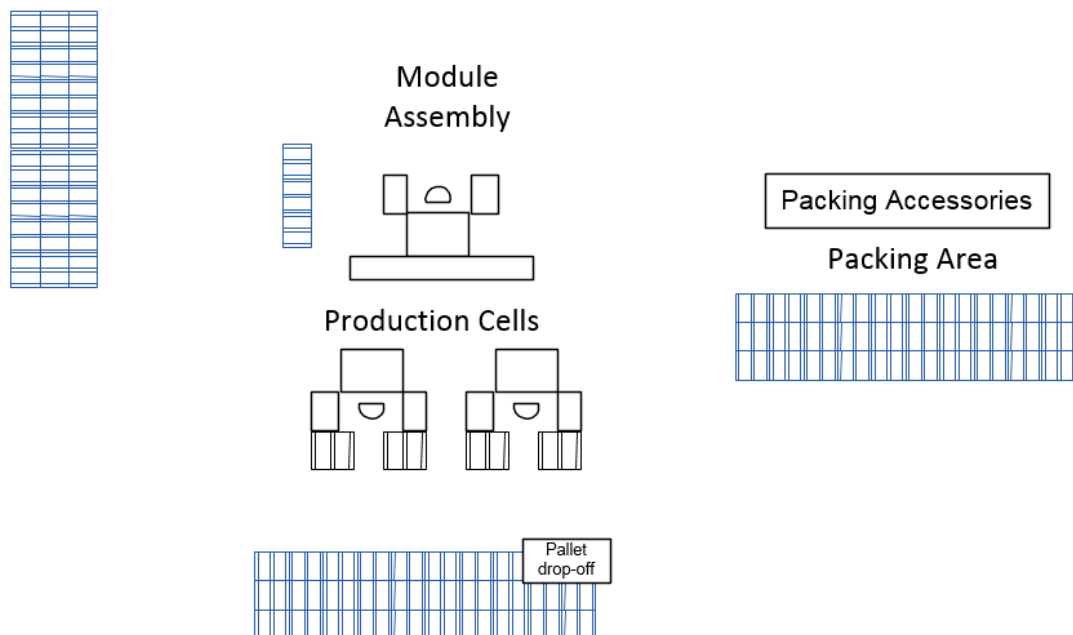 Module
Assembly
Packing Accessories
Packing Area
Production Cells
Pallet
drop-off